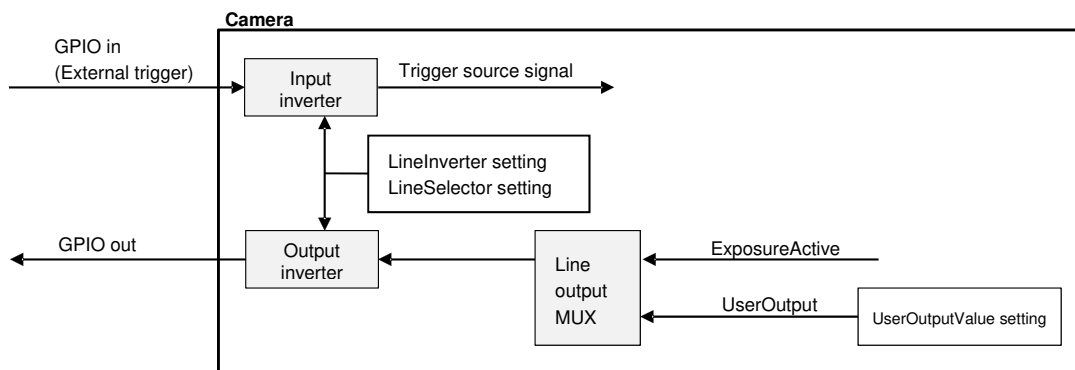 Camera
GPIO in
(External trigger)
Input
inverter
Trigger source signal
LineInverter setting
LineSelector setting
GPIO out
Output
inverter
Line
output
MUX
ExposureActive
UserOutput
UserOutputValue setting